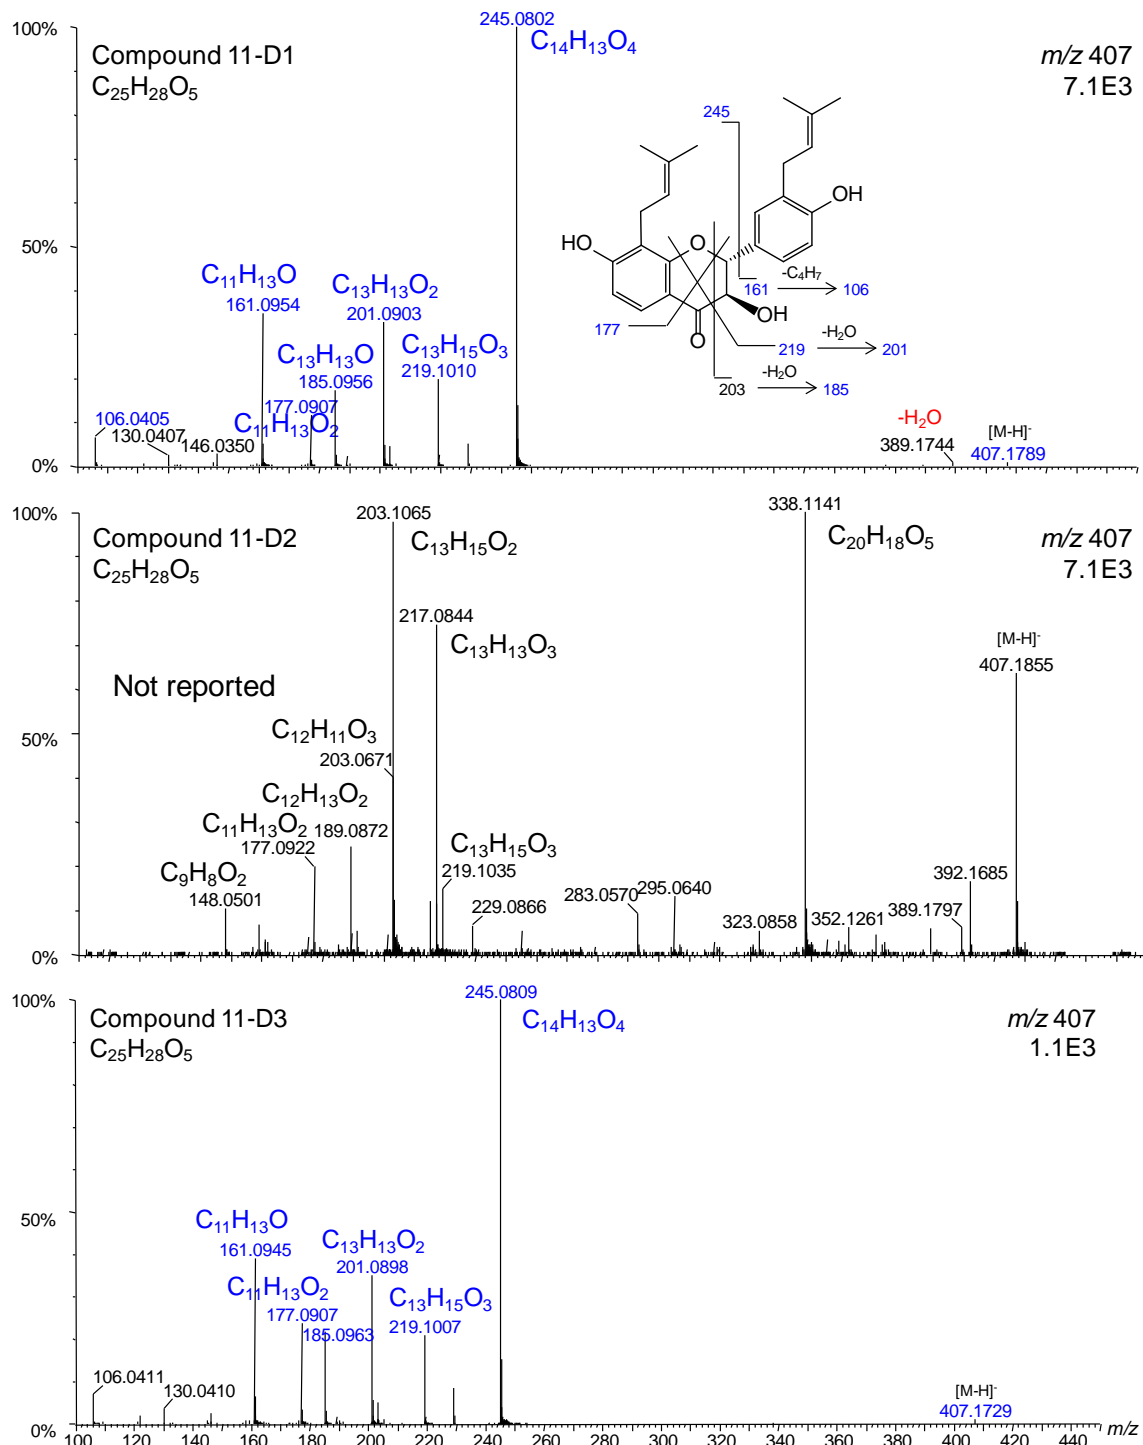 100%
Compound 11-D1
C₂₅H₂₈O₅
245.0802
C₁₄H₁₃O₄
m/z 407
7.1E3
245
HO
O
OH
OH
O
161 -C₄H₇ 106
177
219 -H₂O 201
203 -H₂O 185
50%
C₁₁H₁₃O
161.0954
C₁₃H₁₃O₂
201.0903
C₁₃H₁₃O
185.0956
C₁₃H₁₅O₃
219.1010
177.0907
C₁₁H₁₃O₂
106.0405
130.0407
146.0350
-H₂O
389.1744
[M-H]⁻
407.1789
0%
100%
Compound 11-D2
C₂₅H₂₈O₅
203.1065
C₁₃H₁₅O₂
338.1141
C₂₀H₁₈O₅
m/z 407
7.1E3
217.0844
C₁₃H₁₃O₃
[M-H]⁻
407.1855
Not reported
50%
C₁₂H₁₁O₃
203.0671
C₁₂H₁₃O₂
189.0872
C₁₁H₁₃O₂
177.0922
C₉H₈O₂
148.0501
C₁₃H₁₅O₃
219.1035
229.0866
283.0570
295.0640
323.0858
352.1261
389.1797
392.1685
0%
100%
Compound 11-D3
C₂₅H₂₈O₅
245.0809
C₁₄H₁₃O₄
m/z 407
1.1E3
50%
C₁₁H₁₃O
161.0945
C₁₃H₁₃O₂
201.0898
C₁₁H₁₃O₂
177.0907
185.0963
C₁₃H₁₅O₃
219.1007
106.0411
130.0410
[M-H]⁻
407.1729
0%
100 120 140 160 180 200 220 240 260 280 300 320 340 360 380 400 420 440 m/z